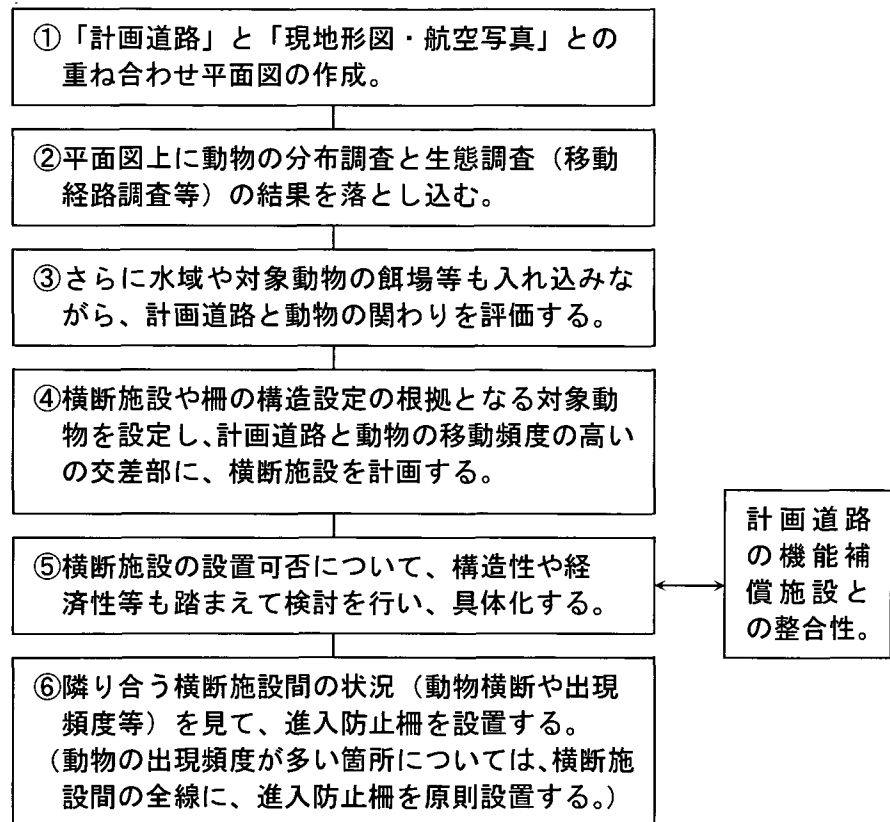 ①「計画道路」と「現地形図・航空写真」との
重ね合わせ平面図の作成。
②平面図上に動物の分布調査と生態調査（移動
経路調査等）の結果を落とし込む。
③さらに水域や対象動物の餌場等も入れ込みな
がら、計画道路と動物の関わりを評価する。
④横断施設や柵の構造設定の根拠となる対象動
物を設定し、計画道路と動物の移動頻度の高い
の交差部に、横断施設を計画する。
⑤横断施設の設置可否について、構造性や経
済性等も踏まえて検討を行い、具体化する。
計画道路
の機能補
償施設と
の整合性。
⑥隣り合う横断施設間の状況（動物横断や出現
頻度等）を見て、進入防止柵を設置する。
（動物の出現頻度が多い箇所については、横断施
設間の全線に、進入防止柵を原則設置する。）